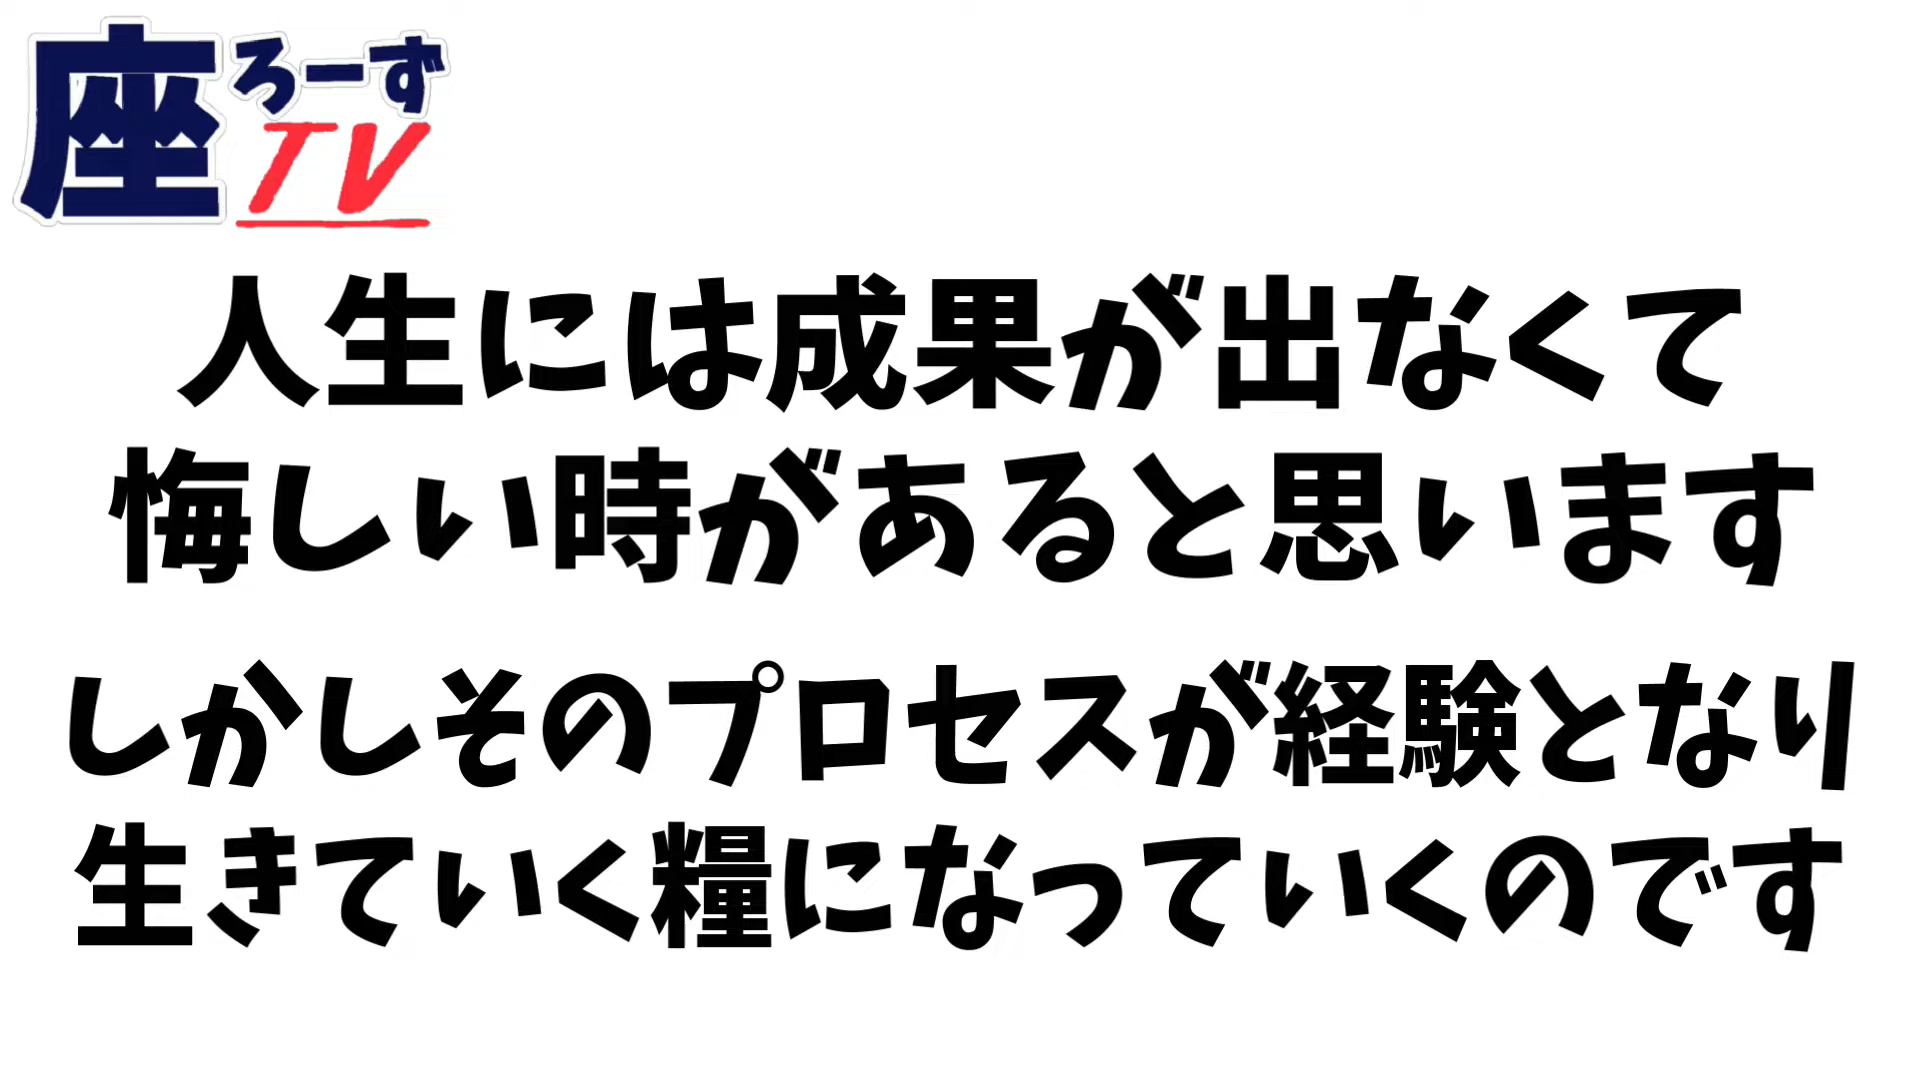 座ろーず
TV
人生には成果が出なくて
悔しい時があると思います
しかしそのプロセスが経験となり
生きていく糧になっていくのです